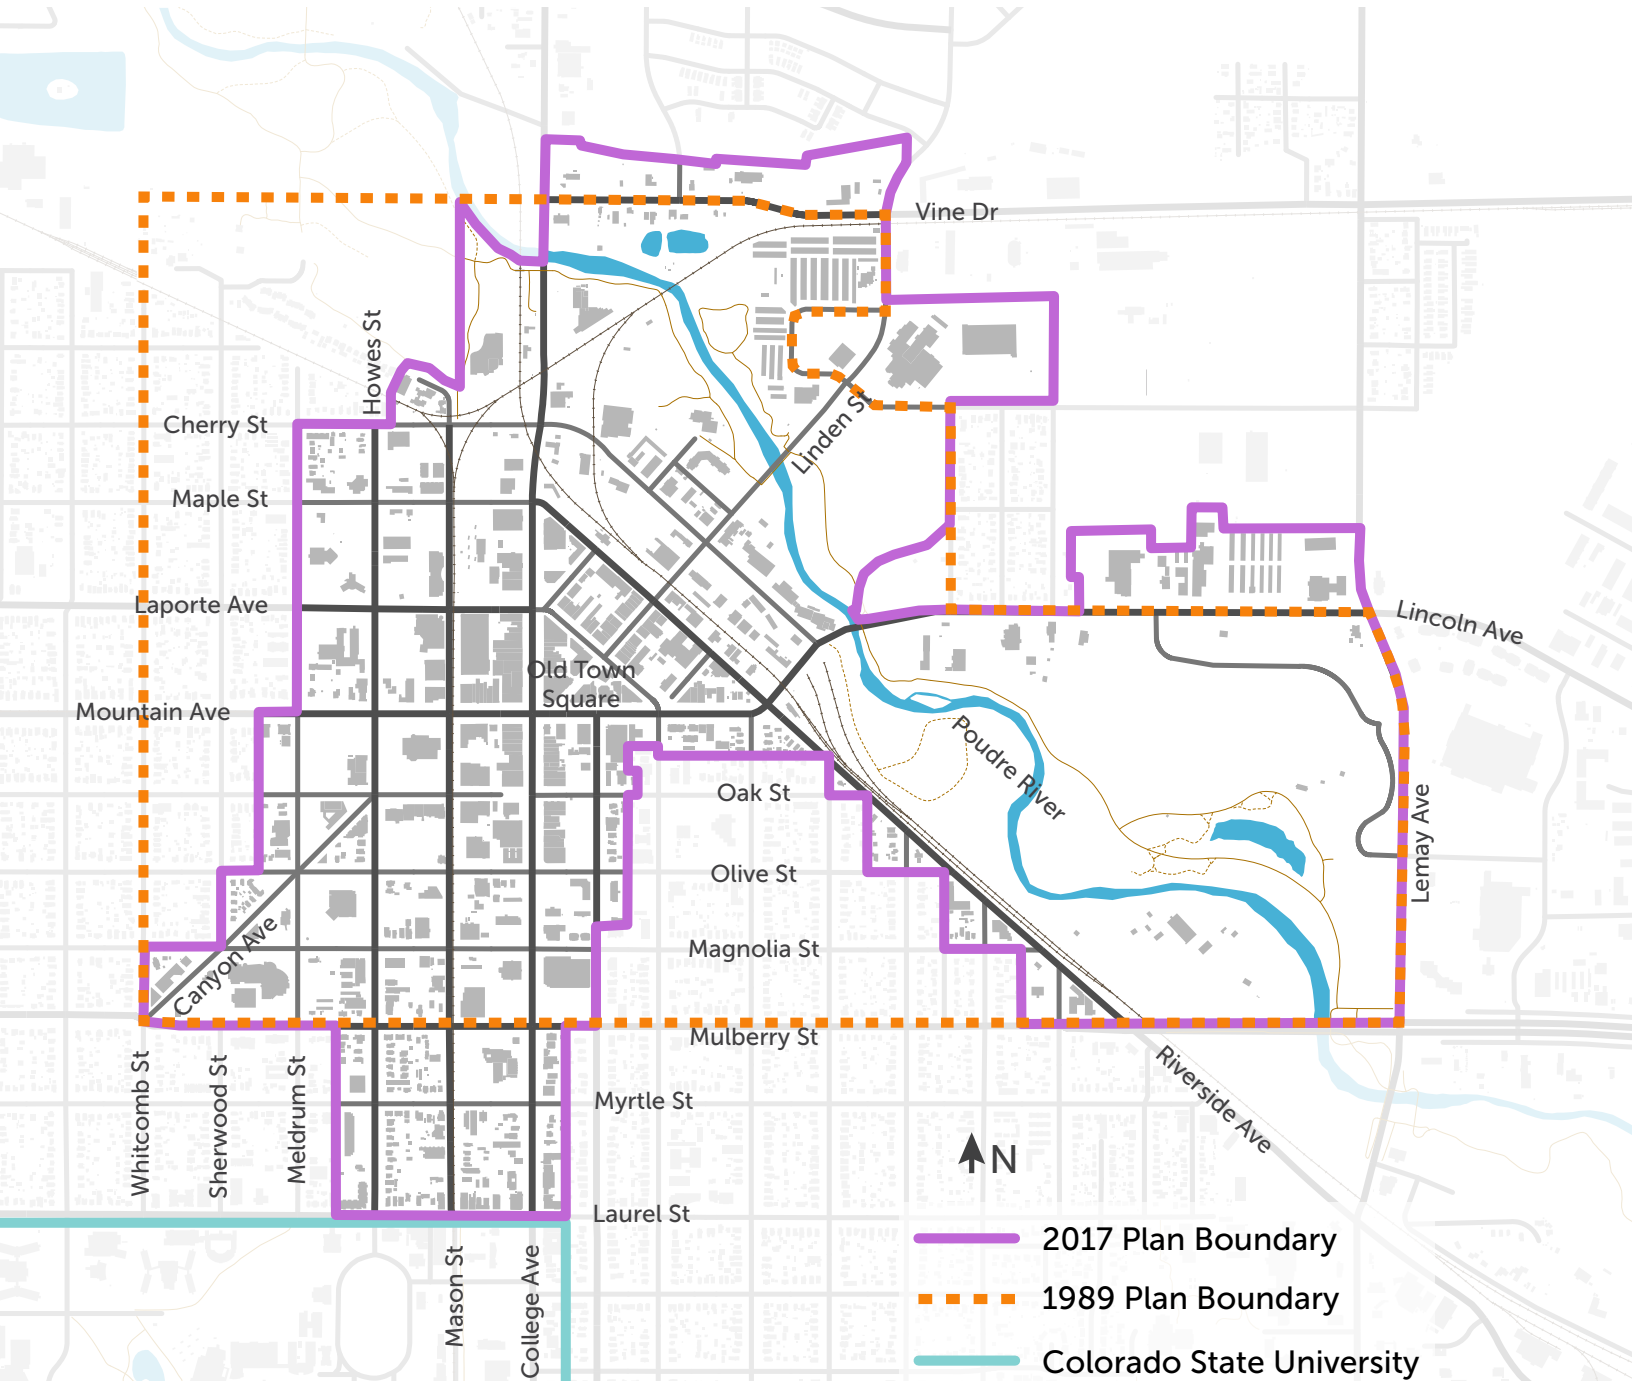 Vine Dr
Howes St
Linden St
Cherry St
Maple St
Laporte Ave
Lincoln Ave
Old Town
Square
Mountain Ave
Poudre River
Oak St
Lemay Ave
Olive St
Canyon Ave
Magnolia St
Mulberry St
Whitcomb St
Sherwood St
Meldrum St
Myrtle St
Riverside Ave
N
Laurel St
Mason St
College Ave
2017 Plan Boundary
1989 Plan Boundary
Colorado State University